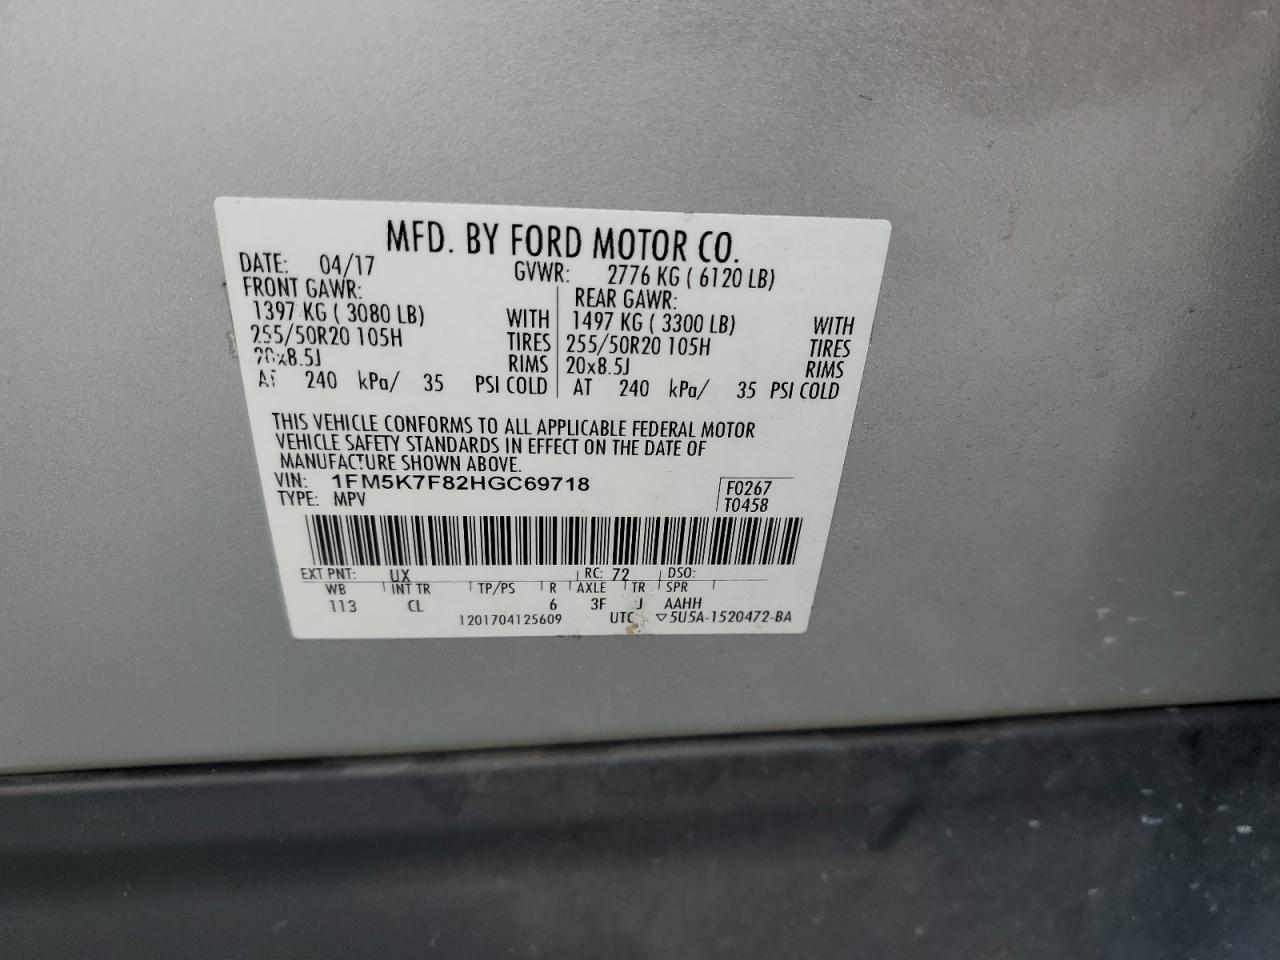 MFD. BY FORD MOTOR CO.
DATE: 04/17 GVWR: 2776 KG ( 6120 LB)
FRONT GAWR: REAR GAWR:
1397 KG ( 3080 LB) WITH 1497 KG ( 3300 LB) WITH
255/50R20 105H TIRES 255/50R20 105H TIRES
20x8.5J RIMS 20x8.5J RIMS
AT 240 kPa/ 35 PSI COLD AT 240 kPa/ 35 PSI COLD
THIS VEHICLE CONFORMS TO ALL APPLICABLE FEDERAL MOTOR
VEHICLE SAFETY STANDARDS IN EFFECT ON THE DATE OF
MANUFACTURE SHOWN ABOVE.
VIN: 1FM5K7F82HGC69718 F0267
TYPE: MPV T0458
EXT PNT: UX RC: 72 DSO:
WB INT TR TP/PS R AXLE TR SPR
113 CL 6 3F J AAHH
1201704125609 UTC ▽5U5A-1520472-BA